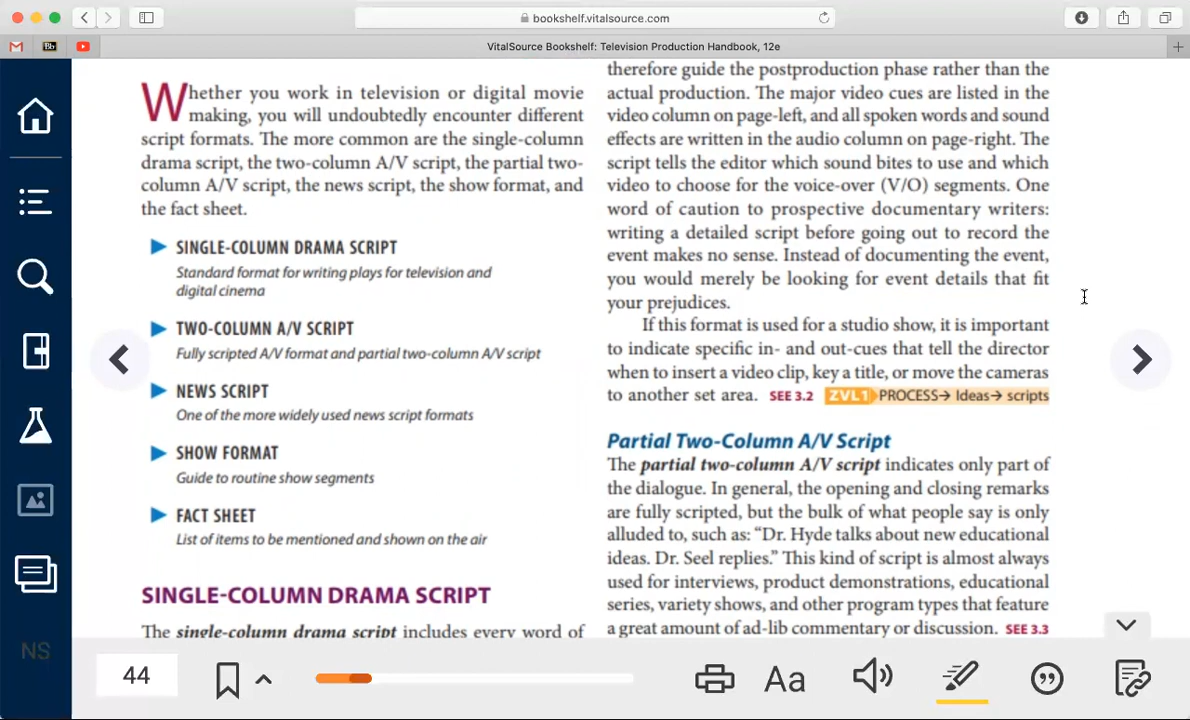 bookshelf.vitalsource.com
VitalSource Bookshelf: Television Production Handbook, 12e
Whether you work in television or digital movie
making, you will undoubtedly encounter different
script formats. The more common are the single-column
drama script, the two-column A/V script, the partial two-
column A/V script, the news script, the show format, and
the fact sheet.
SINGLE-COLUMN DRAMA SCRIPT
Standard format for writing plays for television and
digital cinema
TWO-COLUMN A/V SCRIPT
Fully scripted A/V format and partial two-column A/V script
NEWS SCRIPT
One of the more widely used news script formats
SHOW FORMAT
Guide to routine show segments
FACT SHEET
List of items to be mentioned and shown on the air
SINGLE-COLUMN DRAMA SCRIPT
The single-column drama script includes every word of
therefore guide the postproduction phase rather than the
actual production. The major video cues are listed in the
video column on page-left, and all spoken words and sound
effects are written in the audio column on page-right. The
script tells the editor which sound bites to use and which
video to choose for the voice-over (V/O) segments. One
word of caution to prospective documentary writers:
writing a detailed script before going out to record the
event makes no sense. Instead of documenting the event,
you would merely be looking for event details that fit
your prejudices.
If this format is used for a studio show, it is important
to indicate specific in- and out-cues that tell the director
when to insert a video clip, key a title, or move the cameras
to another set area. SEE 3.2 ZVL1 PROCESS→ Ideas→ scripts
Partial Two-Column A/V Script
The partial two-column A/V script indicates only part of
the dialogue. In general, the opening and closing remarks
are fully scripted, but the bulk of what people say is only
alluded to, such as: “Dr. Hyde talks about new educational
ideas. Dr. Seel replies.” This kind of script is almost always
used for interviews, product demonstrations, educational
series, variety shows, and other program types that feature
a great amount of ad-lib commentary or discussion. SEE 3.3
NS
44
Aa